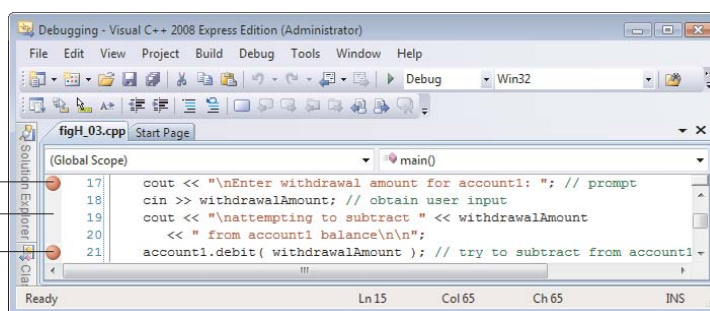 Debugging - Visual C++ 2008 Express Edition (Administrator)
File Edit View Project Build Debug Tools Window Help
Debug Win32
figH_03.cpp Start Page
(Global Scope) main()
Solution Explorer
17 cout << "\nEnter withdrawal amount for account1: "; // prompt
18 cin >> withdrawalAmount; // obtain user input
19 cout << "\nattempting to subtract " << withdrawalAmount
20 << " from account1 balance\n\n";
21 account1.debit( withdrawalAmount ); // try to subtract from account1
Ready Ln 15 Col 65 Ch 65 INS